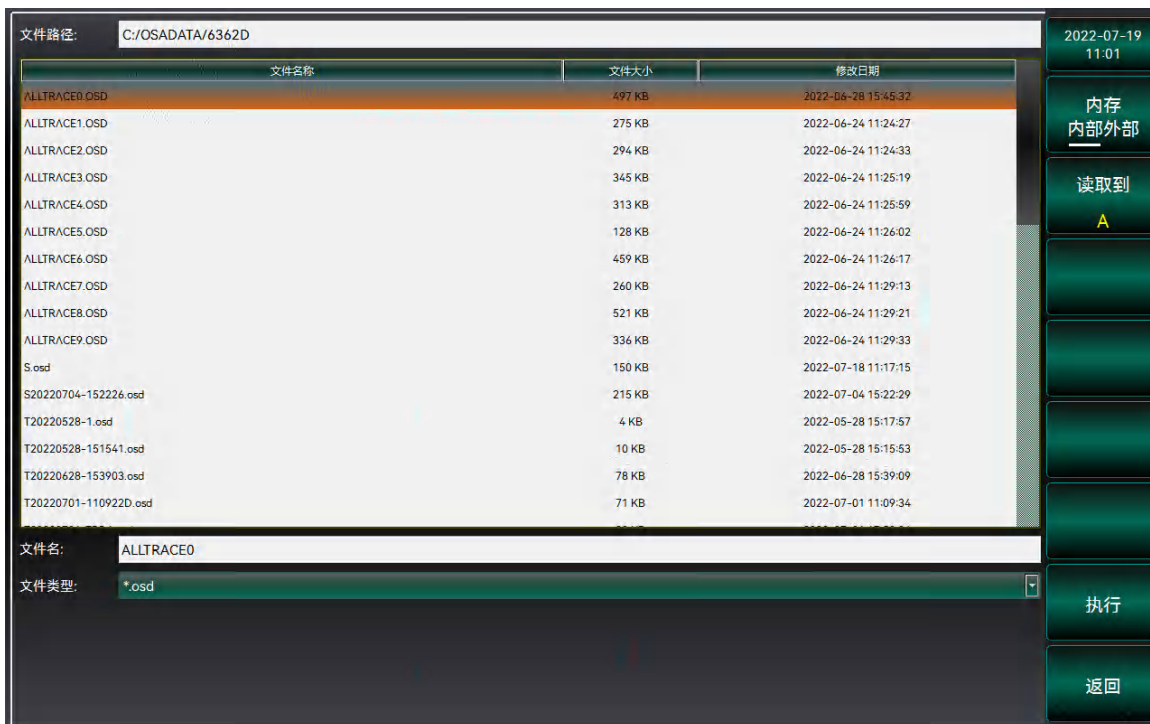 文件路径: C:/OSADATA/6362D
文件名称 文件大小 修改日期
ALLTRACE0.OSD 497 KB 2022-06-28 15:45:32
ALLTRACE1.OSD 275 KB 2022-06-24 11:24:27
ALLTRACE2.OSD 294 KB 2022-06-24 11:24:33
ALLTRACE3.OSD 345 KB 2022-06-24 11:25:19
ALLTRACE4.OSD 313 KB 2022-06-24 11:25:59
ALLTRACE5.OSD 128 KB 2022-06-24 11:26:02
ALLTRACE6.OSD 459 KB 2022-06-24 11:26:17
ALLTRACE7.OSD 260 KB 2022-06-24 11:29:13
ALLTRACE8.OSD 521 KB 2022-06-24 11:29:21
ALLTRACE9.OSD 336 KB 2022-06-24 11:29:33
S.osd 150 KB 2022-07-18 11:17:15
S20220704-152226.osd 215 KB 2022-07-04 15:22:29
T20220528-1.osd 4 KB 2022-05-28 15:17:57
T20220528-151541.osd 10 KB 2022-05-28 15:15:53
T20220628-153903.osd 78 KB 2022-06-28 15:39:09
T20220701-110922D.osd 71 KB 2022-07-01 11:09:34
文件名: ALLTRACE0
文件类型: *.osd
2022-07-19
11:01
内存
内部外部
读取到
A
执行
返回